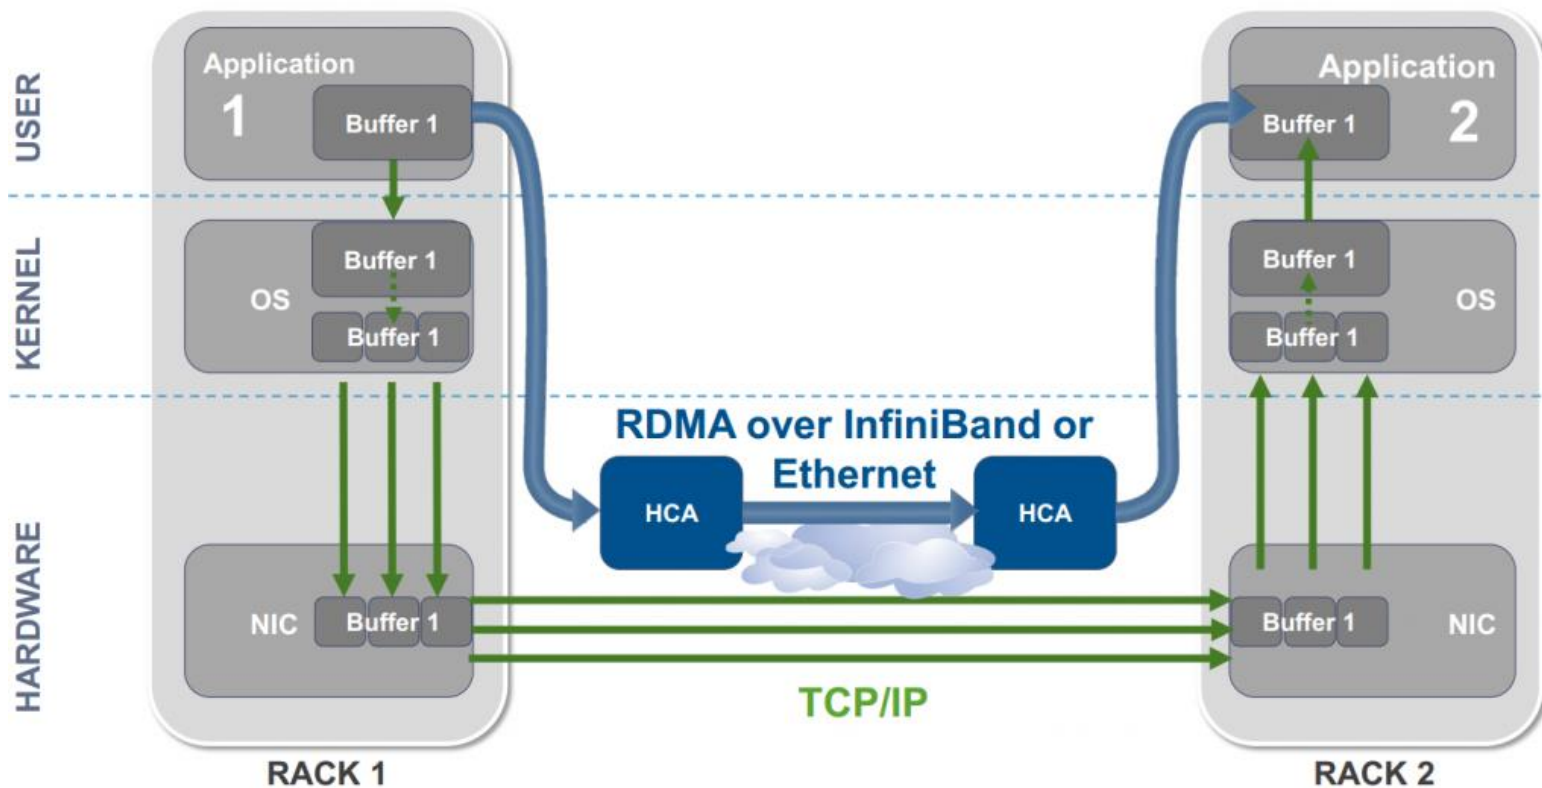 USER
Application
1
Buffer 1
Application
2
Buffer 1
KERNEL
Buffer 1
OS
Buffer 1
Buffer 1
OS
Buffer 1
HARDWARE
RDMA over InfiniBand or
Ethernet
HCA
HCA
NIC
Buffer 1
Buffer 1
NIC
TCP/IP
RACK 1
RACK 2